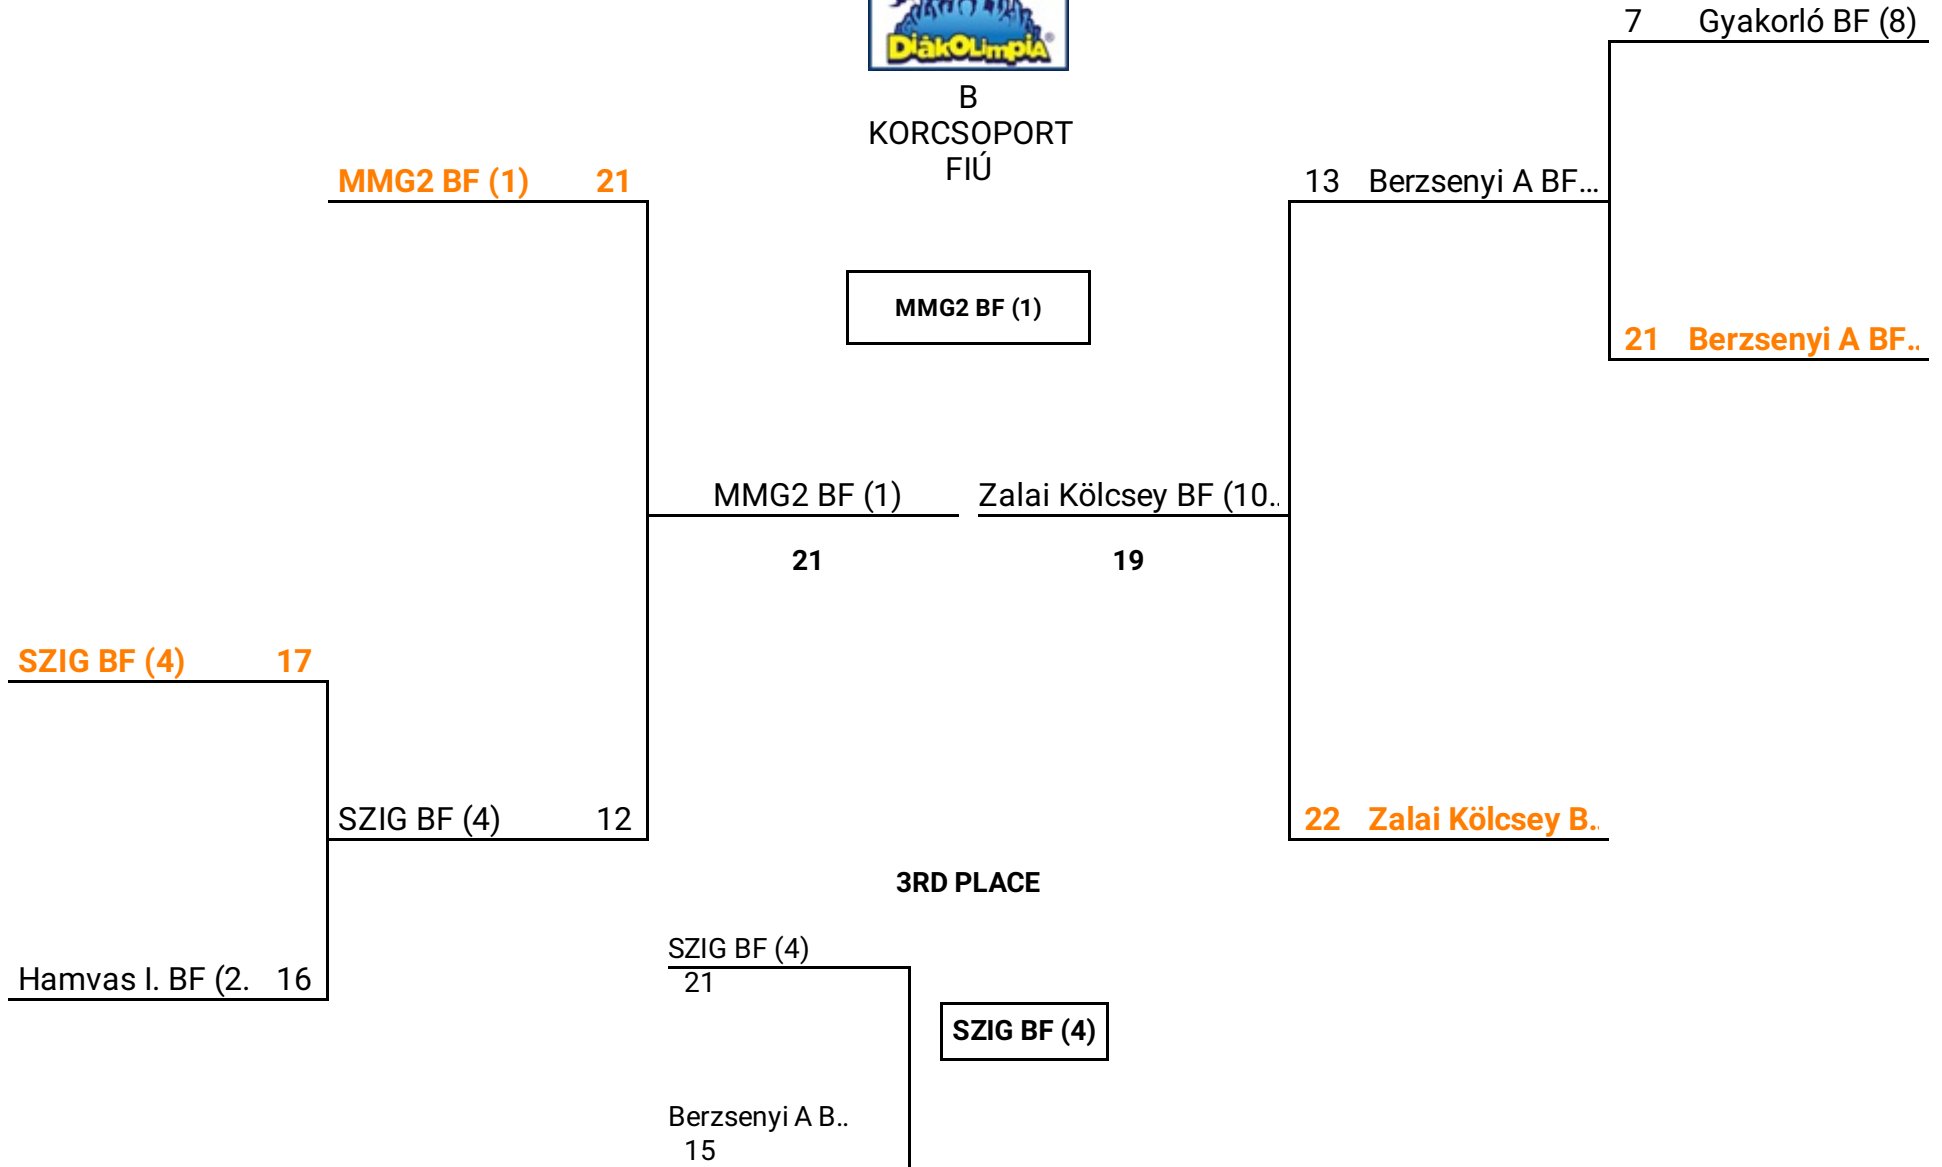 DiákOLimpiA®
B
KORCSOPORT
FIÚ
7 Gyakorló BF (8)
MMG2 BF (1) 21
13 Berzsenyi A BF...
MMG2 BF (1)
21 Berzsenyi A BF..
MMG2 BF (1)
Zalai Kölcsey BF (10..
21
19
SZIG BF (4) 17
SZIG BF (4) 12
22 Zalai Kölcsey B..
3RD PLACE
SZIG BF (4)
21
Hamvas I. BF (2. 16
SZIG BF (4)
Berzsenyi A B..
15